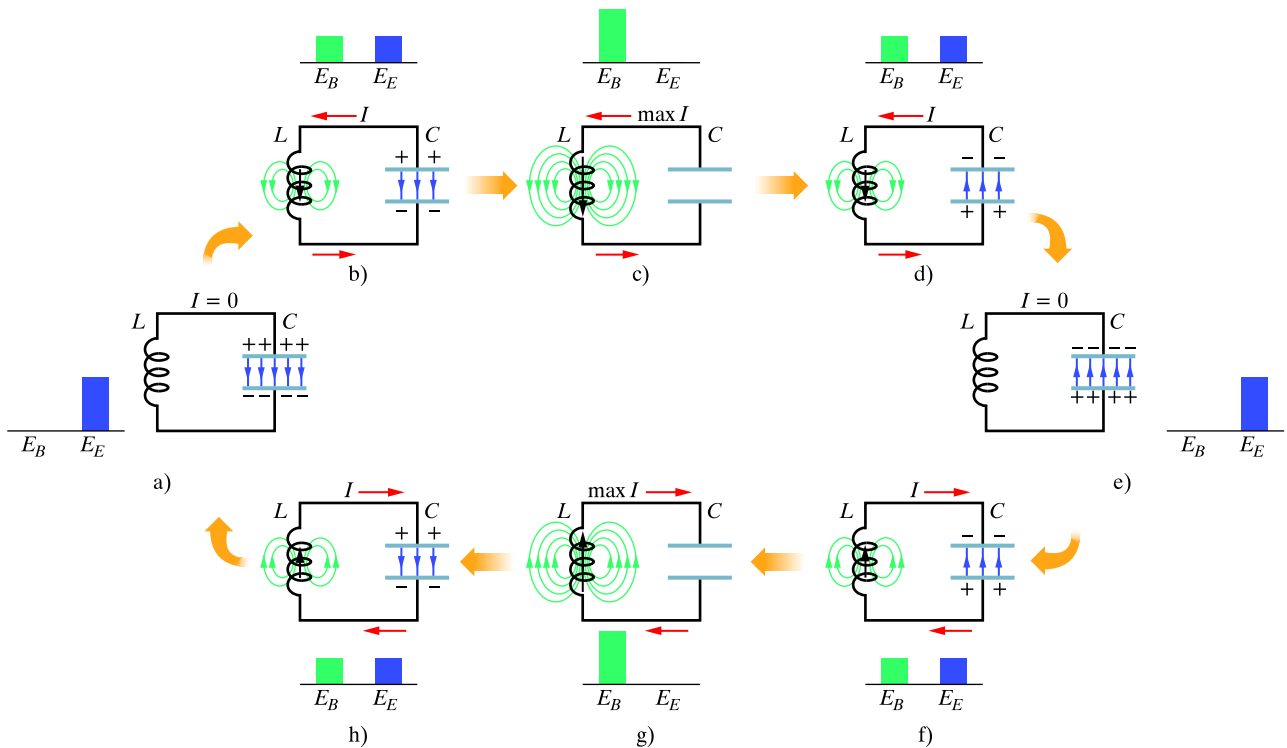 E_B E_E
I
L C
+ +
− −
b)
E_B E_E
max I
L C
c)
E_B E_E
I
L C
− −
+ +
d)
I = 0
L C
++ ++
−− −−
E_B E_E
a)
I = 0
L C
−− −−
++ ++
E_B E_E
e)
I
L C
+ +
− −
E_B E_E
h)
max I
L C
E_B E_E
g)
I
L C
− −
+ +
E_B E_E
f)